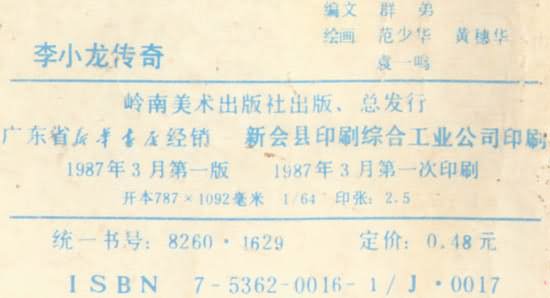 编文 群弟
绘画 范少华 黄穗华
袁一鸣
李小龙传奇
岭南美术出版社出版、总发行
广东省新华书店经销 新会县印刷综合工业公司印刷
1987年3月第一版 1987年3月第一次印刷
开本787×1092毫米 1/64 印张：2.5
统一书号：8260·1629 定价：0.48元
ISBN 7-5362-0016-1/J·0017